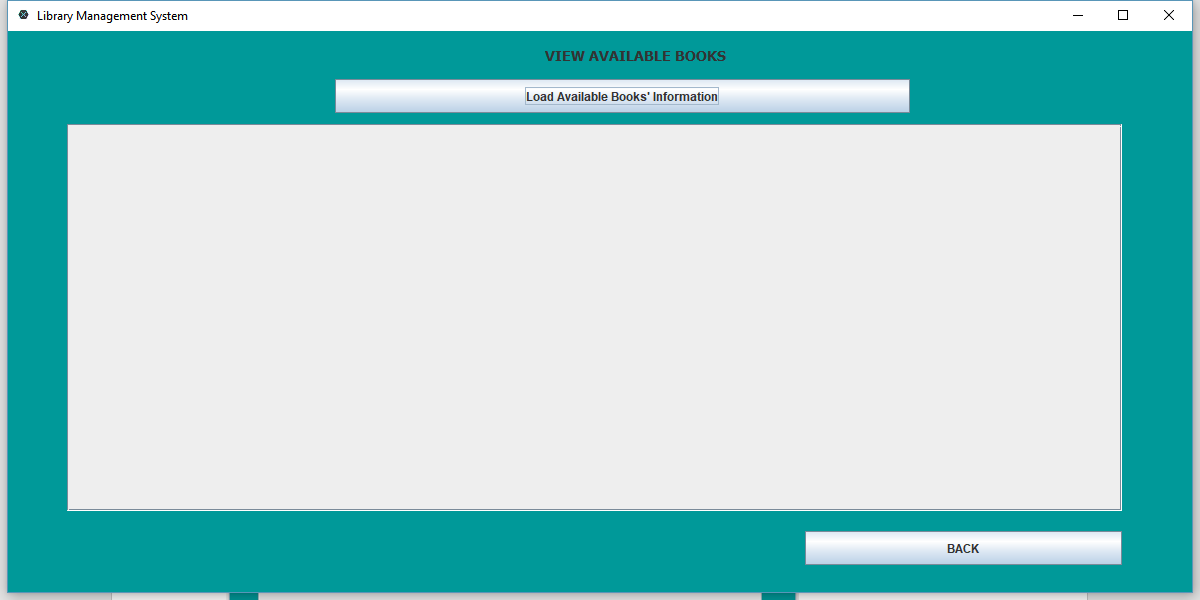 Library Management System
VIEW AVAILABLE BOOKS
Load Available Books' Information
BACK